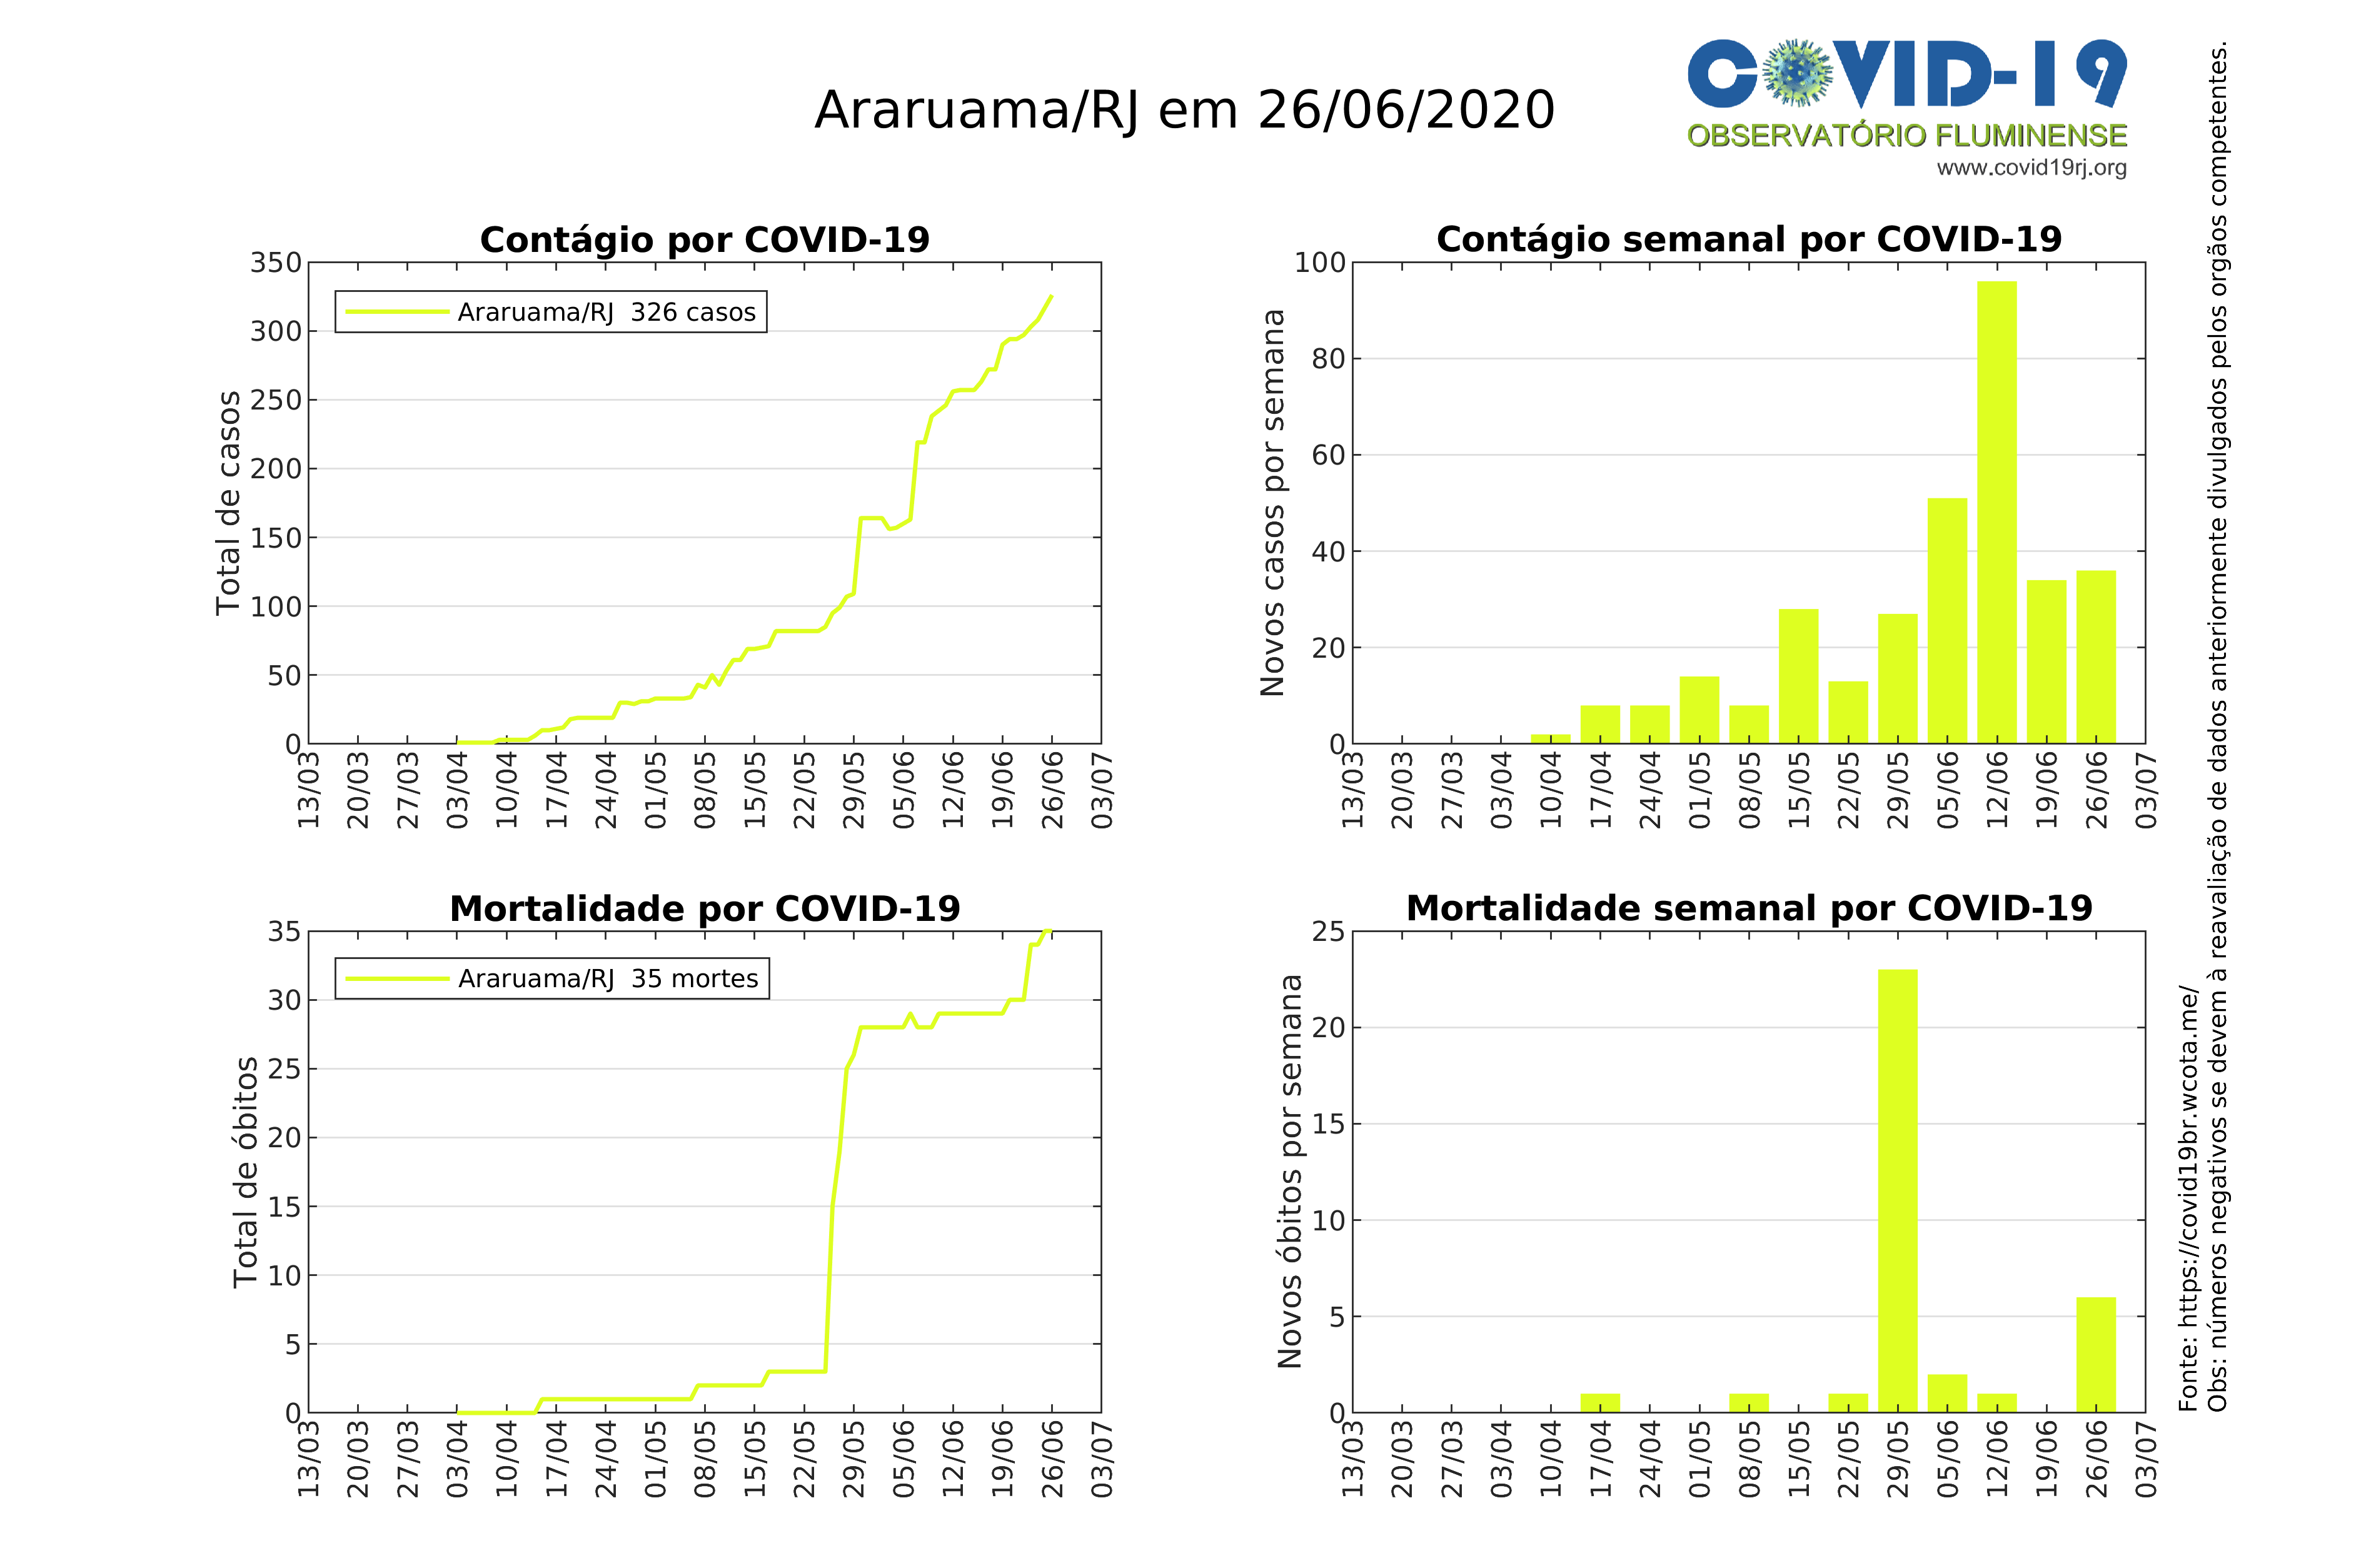 Araruama/RJ em 26/06/2020
COVID-19
OBSERVATÓRIO FLUMINENSE
www.covid19rj.org
Contágio por COVID-19
350
300
250
200
150
100
50
0
Total de casos
Araruama/RJ 326 casos
13/03 20/03 27/03 03/04 10/04 17/04 24/04 01/05 08/05 15/05 22/05 29/05 05/06 12/06 19/06 26/06 03/07
Contágio semanal por COVID-19
100
80
60
40
20
0
Novos casos por semana
13/03 20/03 27/03 03/04 10/04 17/04 24/04 01/05 08/05 15/05 22/05 29/05 05/06 12/06 19/06 26/06 03/07
Mortalidade por COVID-19
35
30
25
20
15
10
5
0
Total de óbitos
Araruama/RJ 35 mortes
13/03 20/03 27/03 03/04 10/04 17/04 24/04 01/05 08/05 15/05 22/05 29/05 05/06 12/06 19/06 26/06 03/07
Mortalidade semanal por COVID-19
25
20
15
10
5
0
Novos óbitos por semana
13/03 20/03 27/03 03/04 10/04 17/04 24/04 01/05 08/05 15/05 22/05 29/05 05/06 12/06 19/06 26/06 03/07
Fonte: https://covid19br.wcota.me/
Obs: números negativos se devem à reavaliação de dados anteriormente divulgados pelos orgãos competentes.